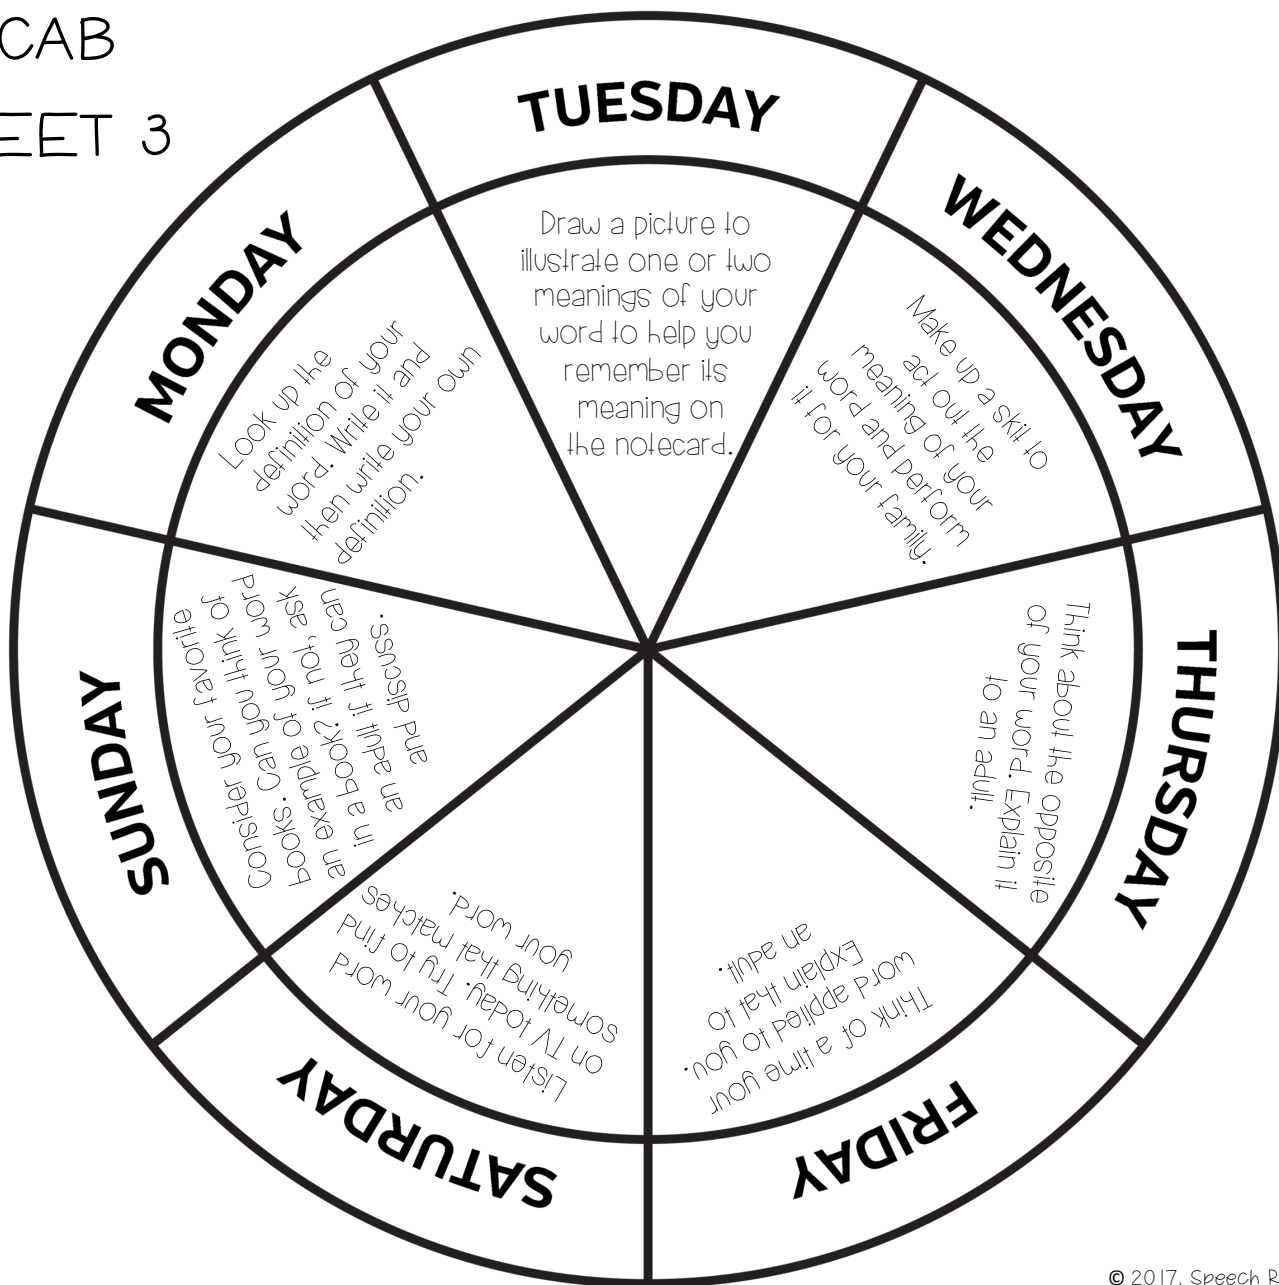 CAB
EET 3
MONDAY
Look up the
definition of your
word. Write it and
then write your own
definition.
TUESDAY
Draw a picture to
illustrate one or two
meanings of your
word to help you
remember its
meaning on
the notecard.
WEDNESDAY
Make up a skit to
act out the
meaning of your
word and perform
it for your family.
THURSDAY
Think about the opposite
of your word. Explain it
to an adult.
FRIDAY
Think of a time your
word applied to you.
Explain that to
an adult.
SATURDAY
Listen for your word
on TV today. Try to find
something that matches
your word.
SUNDAY
Consider your favorite
books. Can you think of
an example of your word
in a book? If not, ask
an adult if they can
and discuss.
© 2017. Speech R